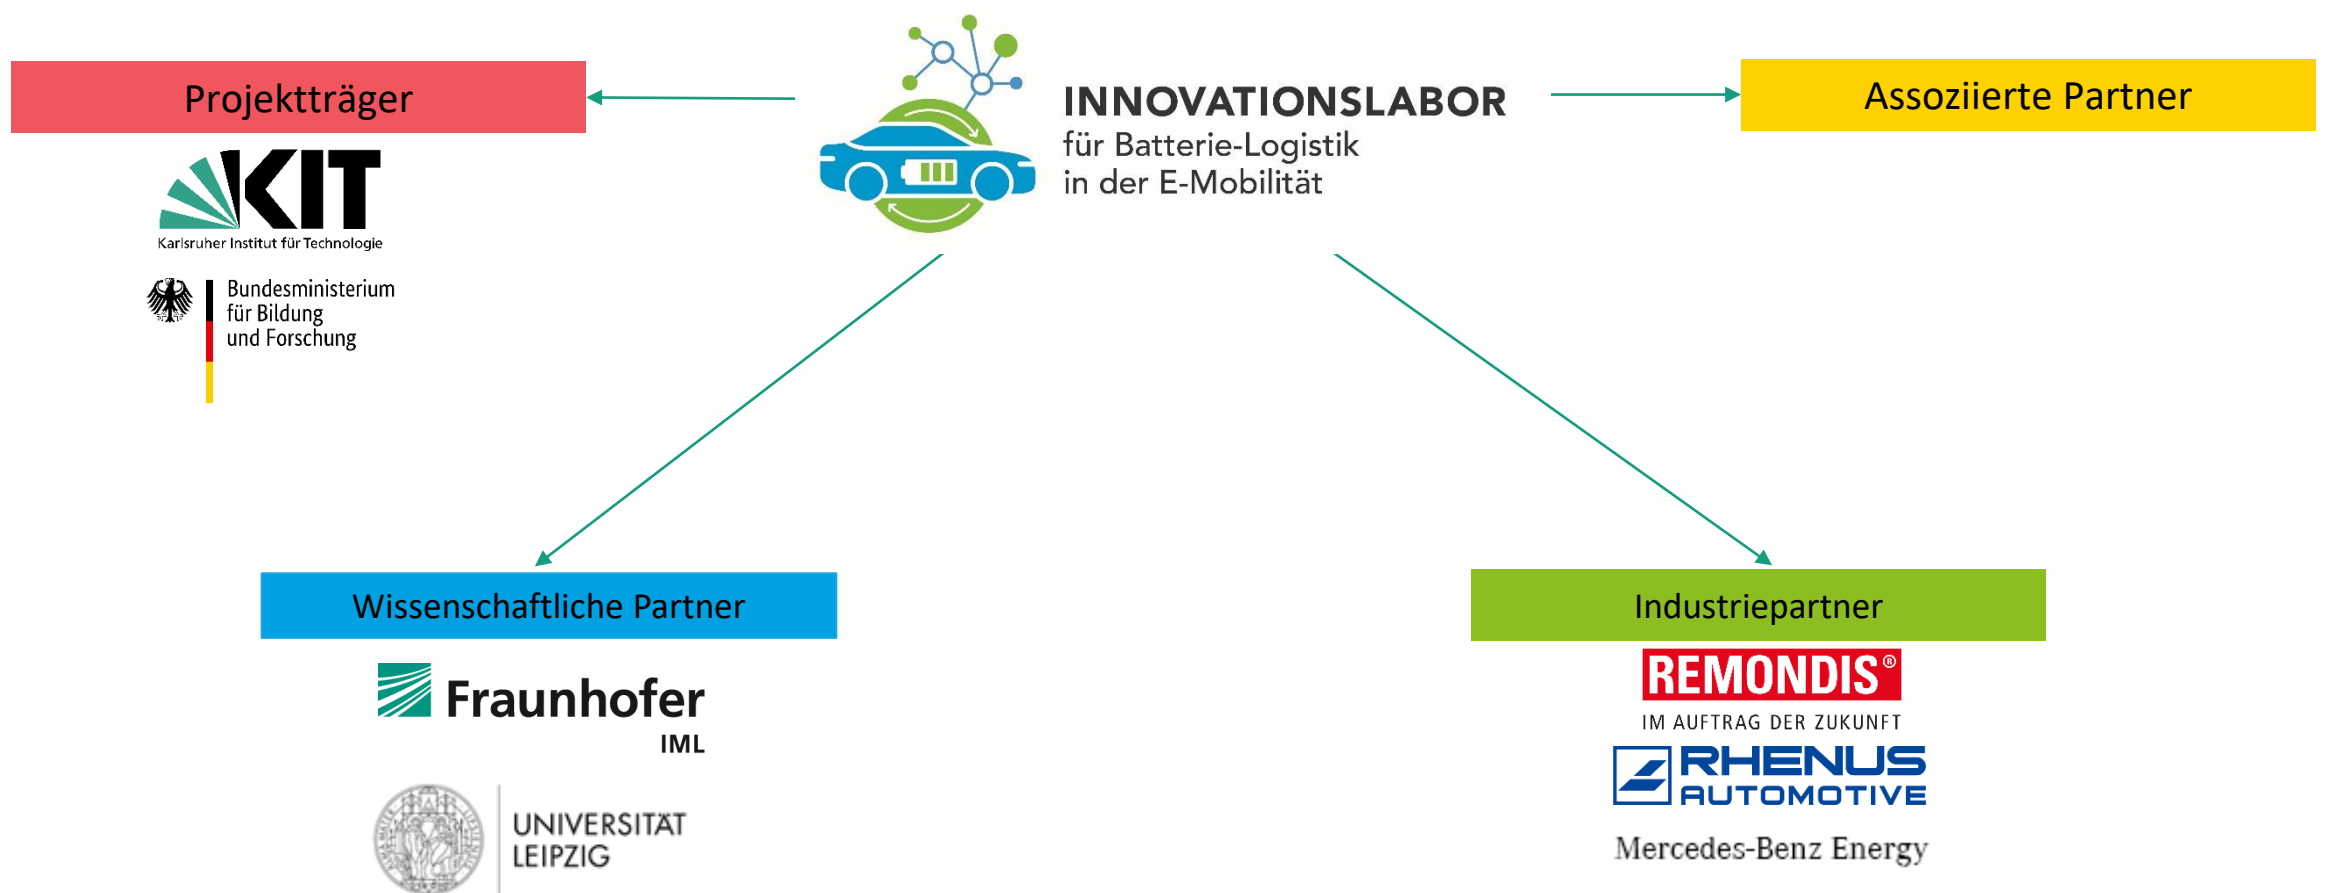 Projektträger
KIT
Karlsruher Institut für Technologie
Bundesministerium
für Bildung
und Forschung
INNOVATIONSLABOR
für Batterie-Logistik
in der E-Mobilität
Assoziierte Partner
Wissenschaftliche Partner
Fraunhofer
IML
UNIVERSITÄT
LEIPZIG
Industriepartner
REMONDIS®
IM AUFTRAG DER ZUKUNFT
RHENUS
AUTOMOTIVE
Mercedes-Benz Energy